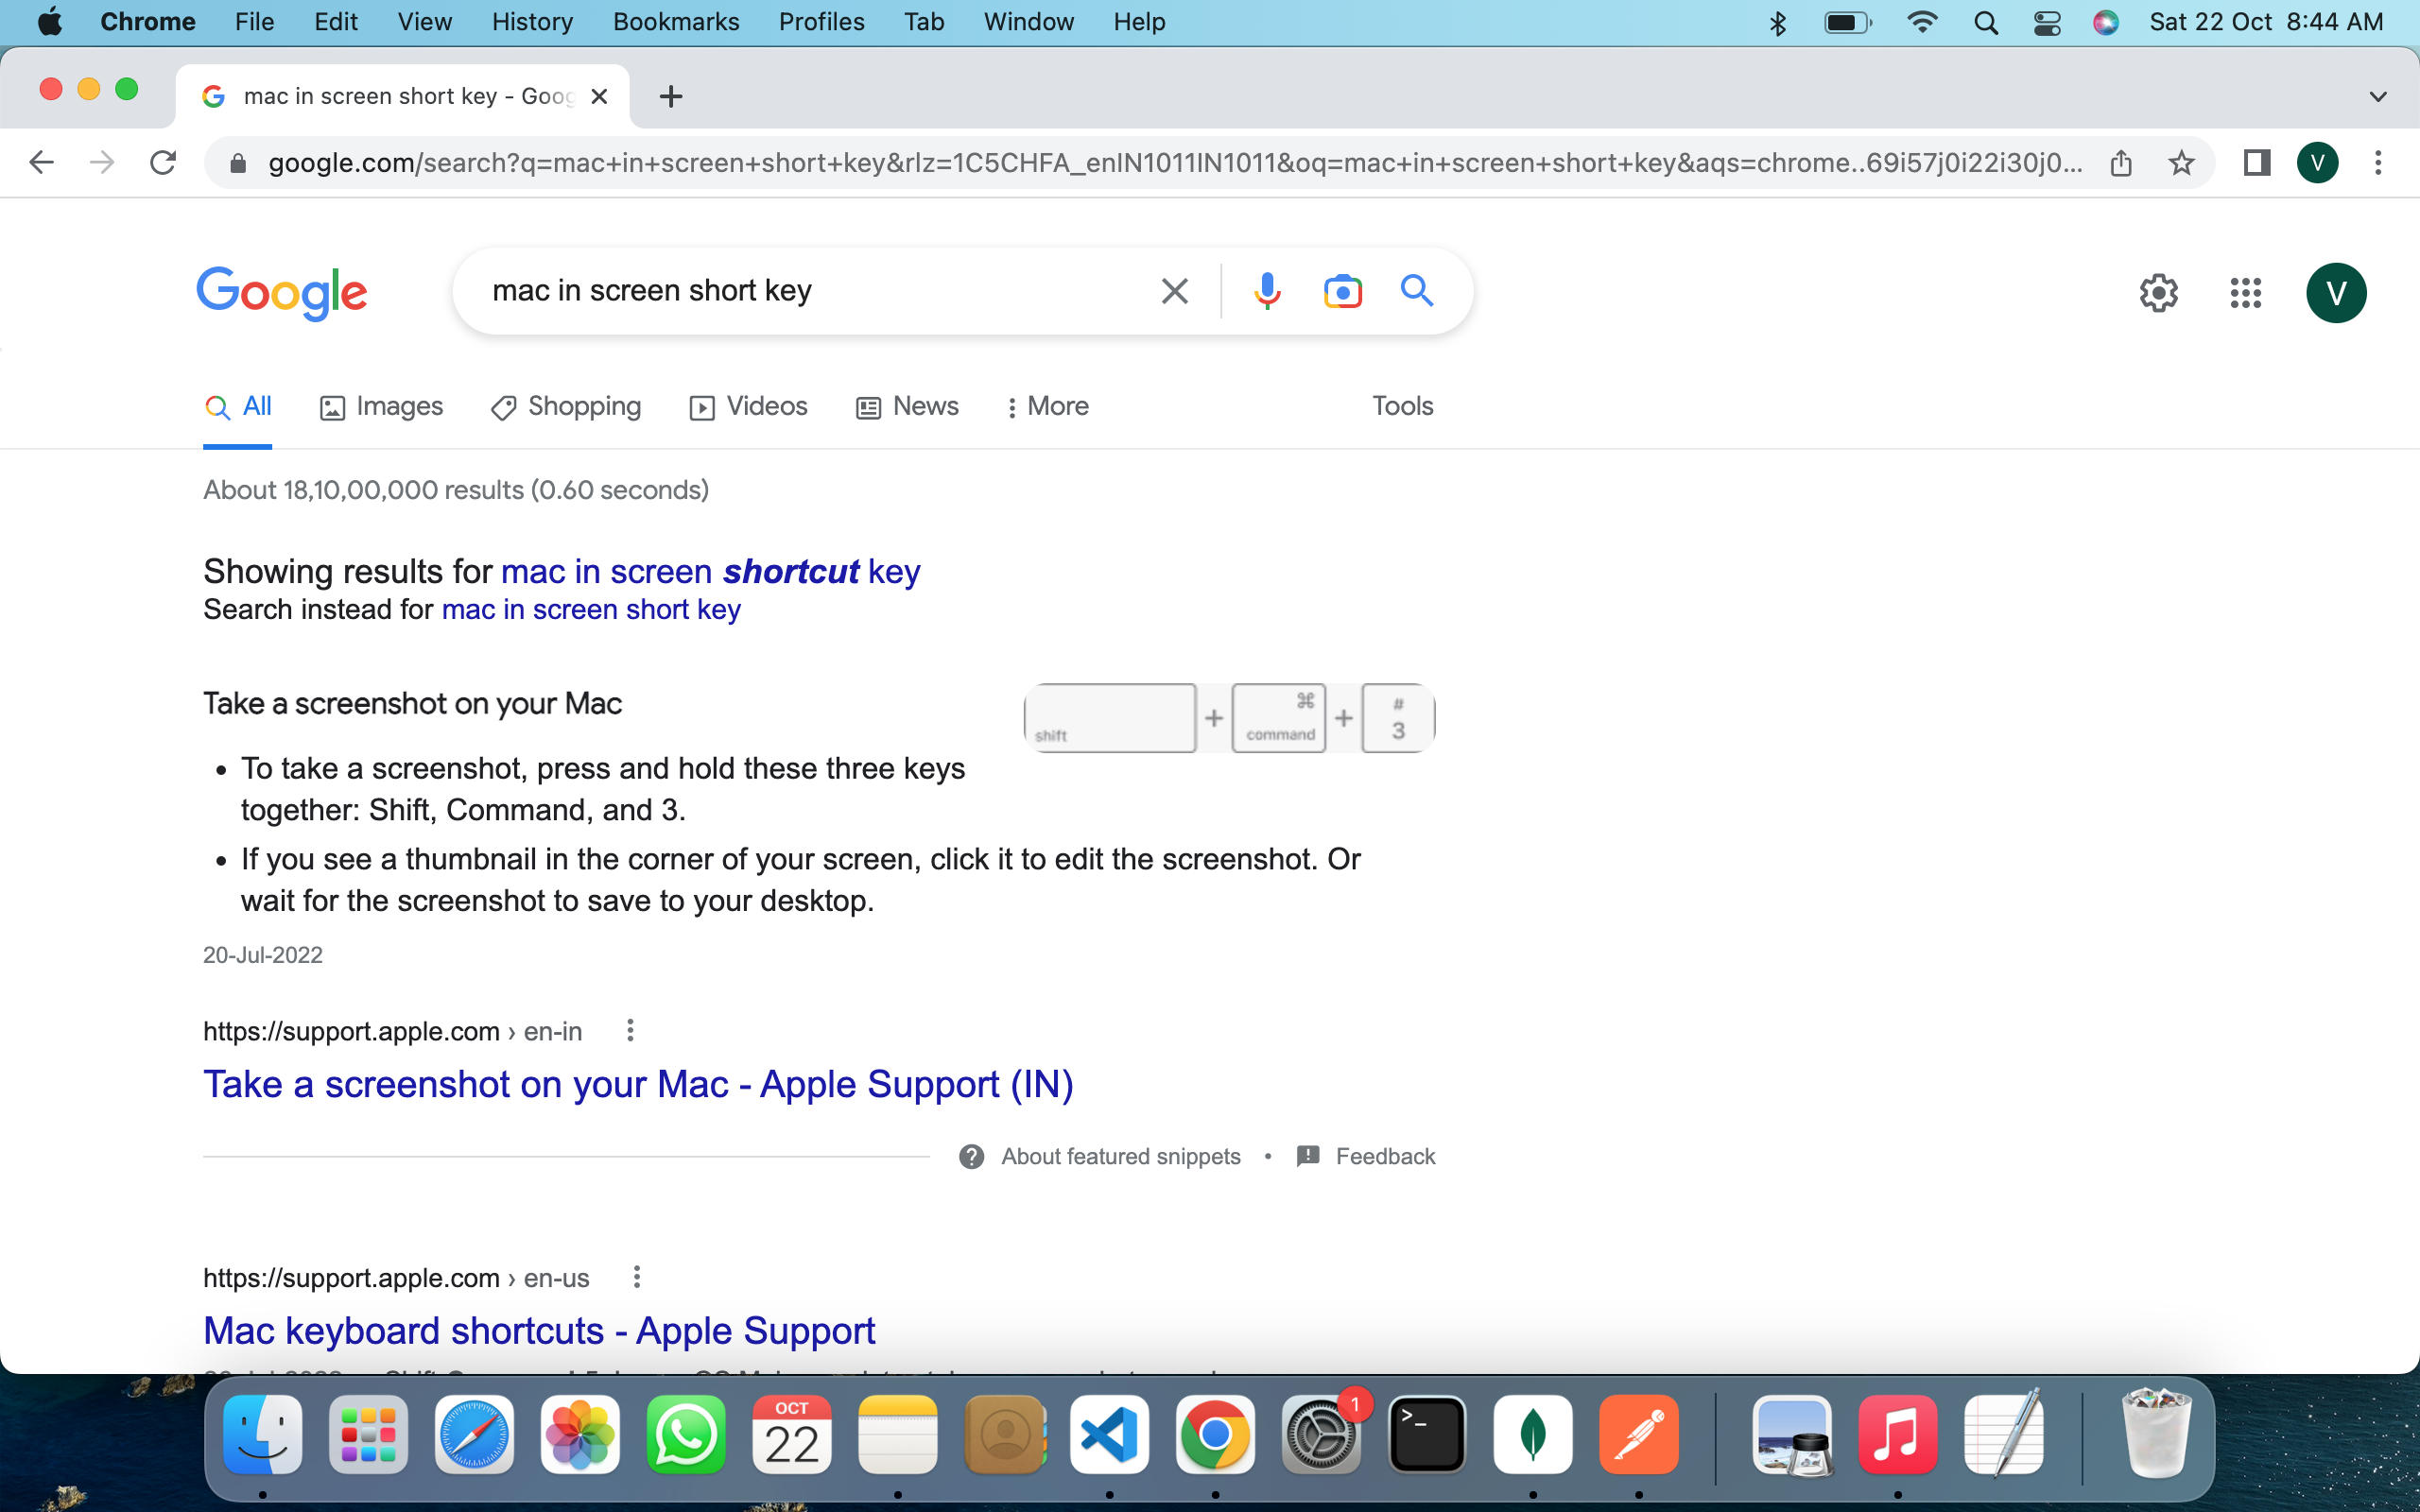 Chrome File Edit View History Bookmarks Profiles Tab Window Help Sat 22 Oct 8:44 AM
mac in screen short key - Goog
google.com/search?q=mac+in+screen+short+key&rlz=1C5CHFA_enIN1011IN1011&oq=mac+in+screen+short+key&aqs=chrome..69i57j0i22i30j0... V
Google mac in screen short key V
All Images Shopping Videos News More Tools
About 18,10,00,000 results (0.60 seconds)
Showing results for mac in screen shortcut key
Search instead for mac in screen short key
Take a screenshot on your Mac
shift + ⌘ command + # 3
• To take a screenshot, press and hold these three keys
together: Shift, Command, and 3.
• If you see a thumbnail in the corner of your screen, click it to edit the screenshot. Or
wait for the screenshot to save to your desktop.
20-Jul-2022
https://support.apple.com › en-in
Take a screenshot on your Mac - Apple Support (IN)
About featured snippets • Feedback
https://support.apple.com › en-us
Mac keyboard shortcuts - Apple Support
OCT
22
1
>_